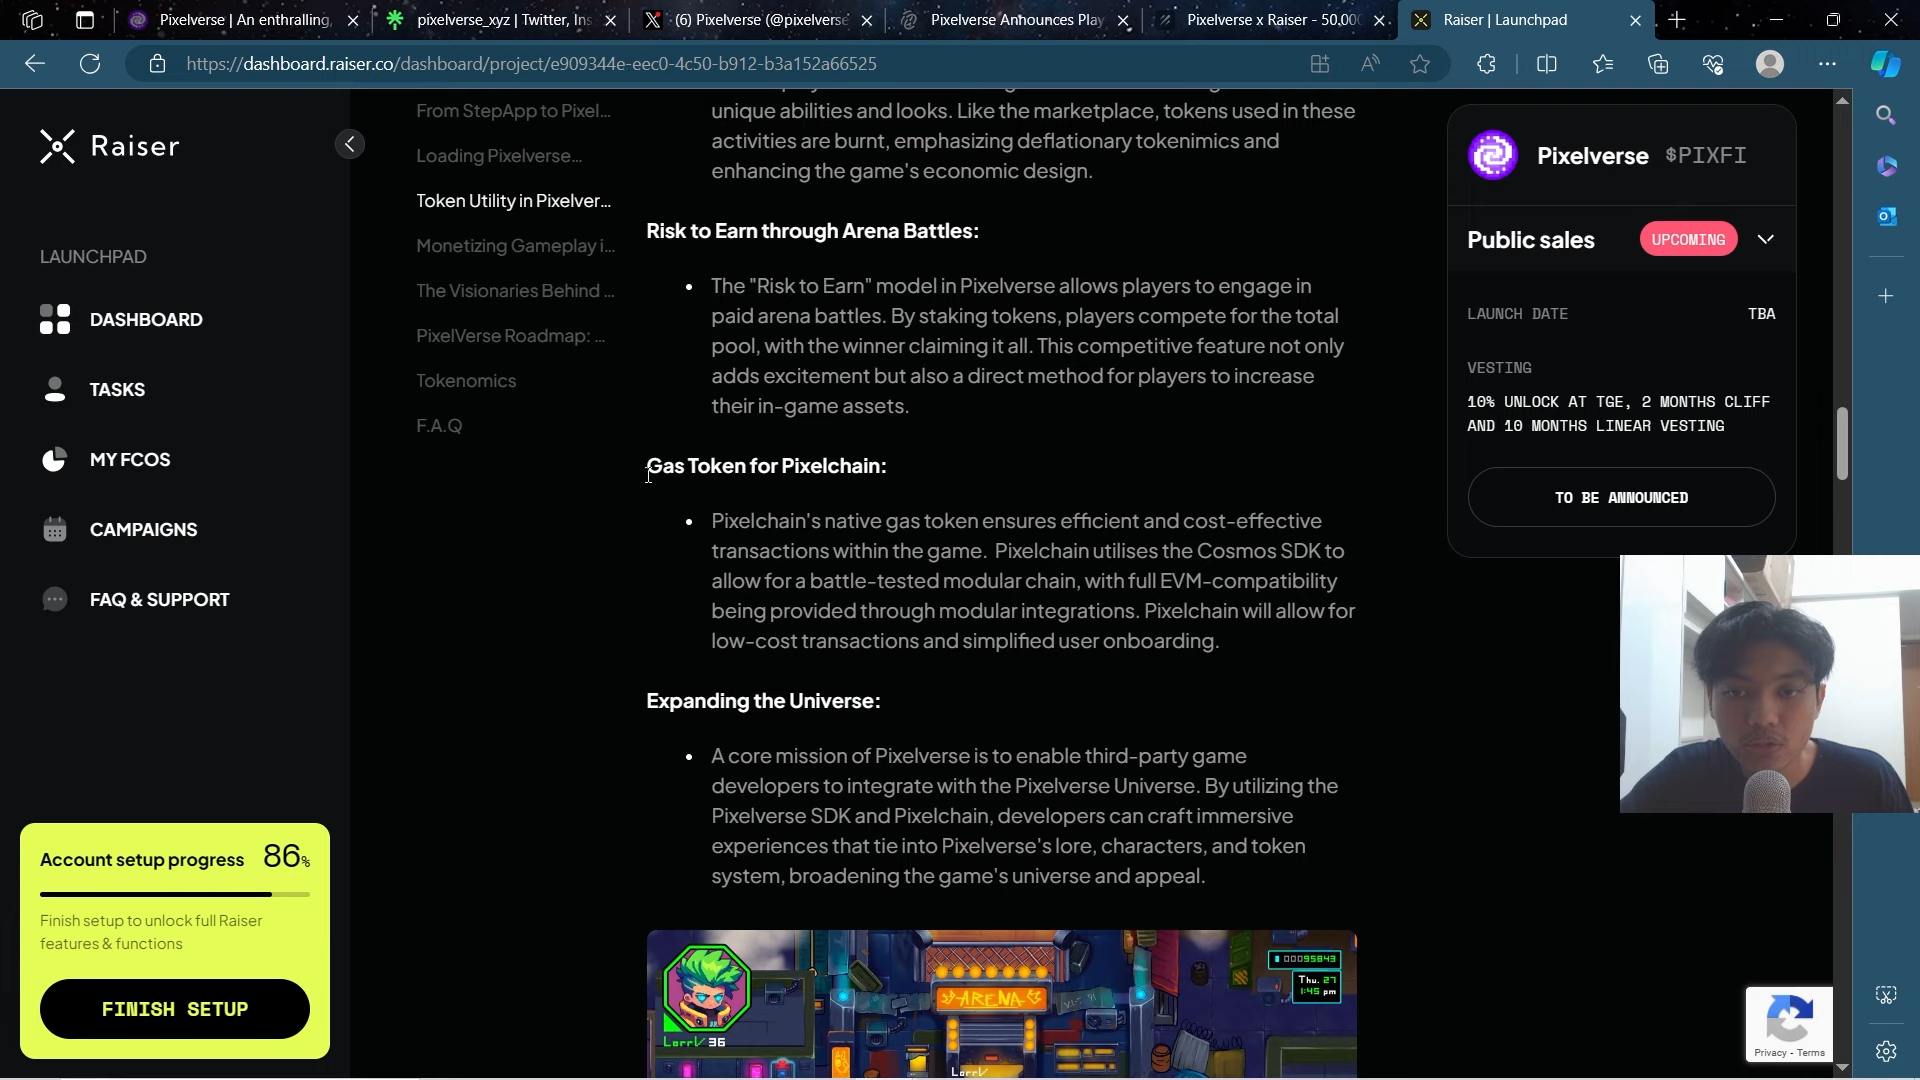 Pixelverse | An enthralling,
pixelverse_xyz | Twitter, Ins
(6) Pixelverse (@pixelverse
Pixelverse Announces Play
Pixelverse x Raiser - 50,000
Raiser | Launchpad
https://dashboard.raiser.co/dashboard/project/e909344e-eec0-4c50-b912-b3a152a66525
Raiser
LAUNCHPAD
DASHBOARD
TASKS
MY FCOS
CAMPAIGNS
FAQ & SUPPORT
Account setup progress 86%
Finish setup to unlock full Raiser
features & functions
FINISH SETUP
From StepApp to Pixel...
Loading Pixelverse...
Token Utility in Pixelver...
Monetizing Gameplay i...
The Visionaries Behind ...
PixelVerse Roadmap: ...
Tokenomics
F.A.Q
unique abilities and looks. Like the marketplace, tokens used in these
activities are burnt, emphasizing deflationary tokenimics and
enhancing the game's economic design.
Risk to Earn through Arena Battles:
The "Risk to Earn" model in Pixelverse allows players to engage in
paid arena battles. By staking tokens, players compete for the total
pool, with the winner claiming it all. This competitive feature not only
adds excitement but also a direct method for players to increase
their in-game assets.
Gas Token for Pixelchain:
Pixelchain's native gas token ensures efficient and cost-effective
transactions within the game. Pixelchain utilises the Cosmos SDK to
allow for a battle-tested modular chain, with full EVM-compatibility
being provided through modular integrations. Pixelchain will allow for
low-cost transactions and simplified user onboarding.
Expanding the Universe:
A core mission of Pixelverse is to enable third-party game
developers to integrate with the Pixelverse Universe. By utilizing the
Pixelverse SDK and Pixelchain, developers can craft immersive
experiences that tie into Pixelverse's lore, characters, and token
system, broadening the game's universe and appeal.
ARENA
00095843
Thu. 27
1:45 pm
LorrV 36
LorrV
Pixelverse $PIXFI
Public sales UPCOMING
LAUNCH DATE TBA
VESTING
10% UNLOCK AT TGE, 2 MONTHS CLIFF
AND 10 MONTHS LINEAR VESTING
TO BE ANNOUNCED
Privacy - Terms